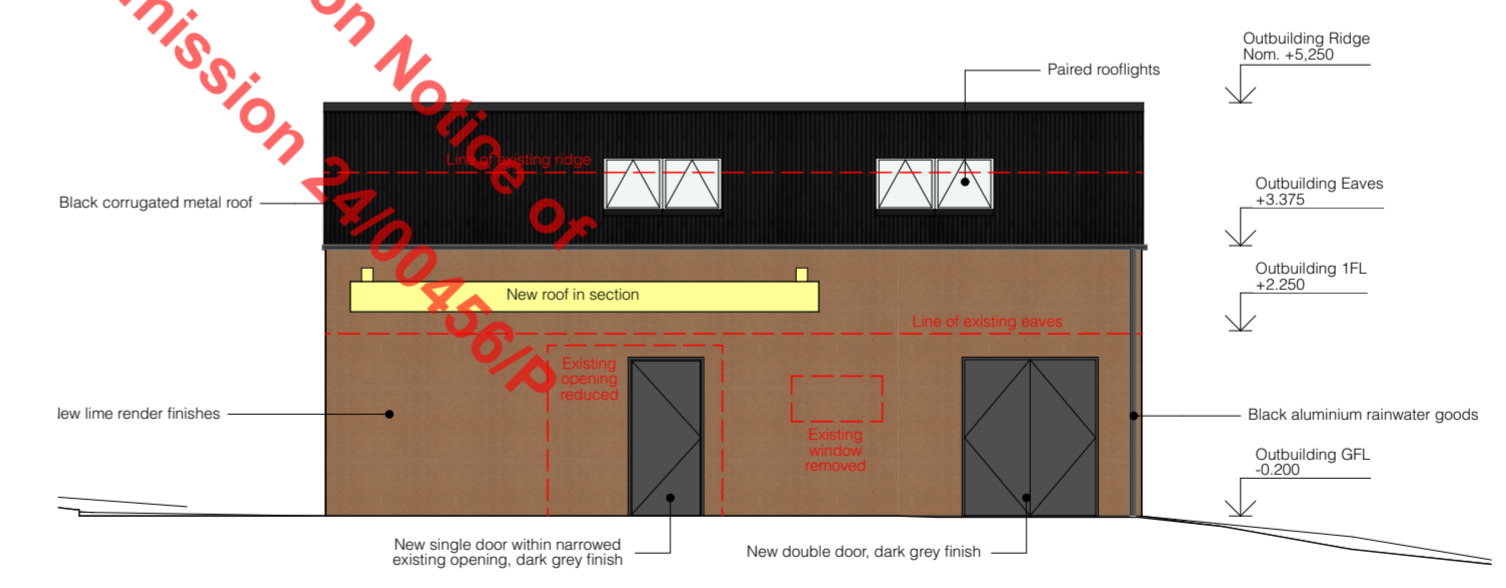 mission 24/00456/P
on Notice of
Outbuilding Ridge
Nom. +5,250
Paired rooflights
Line of existing ridge
Black corrugated metal roof
Outbuilding Eaves
+3.375
Outbuilding 1FL
+2.250
New roof in section
Line of existing eaves
Existing
opening
reduced
lew lime render finishes
Existing
window
removed
Black aluminium rainwater goods
Outbuilding GFL
-0.200
New single door within narrowed
existing opening, dark grey finish
New double door, dark grey finish